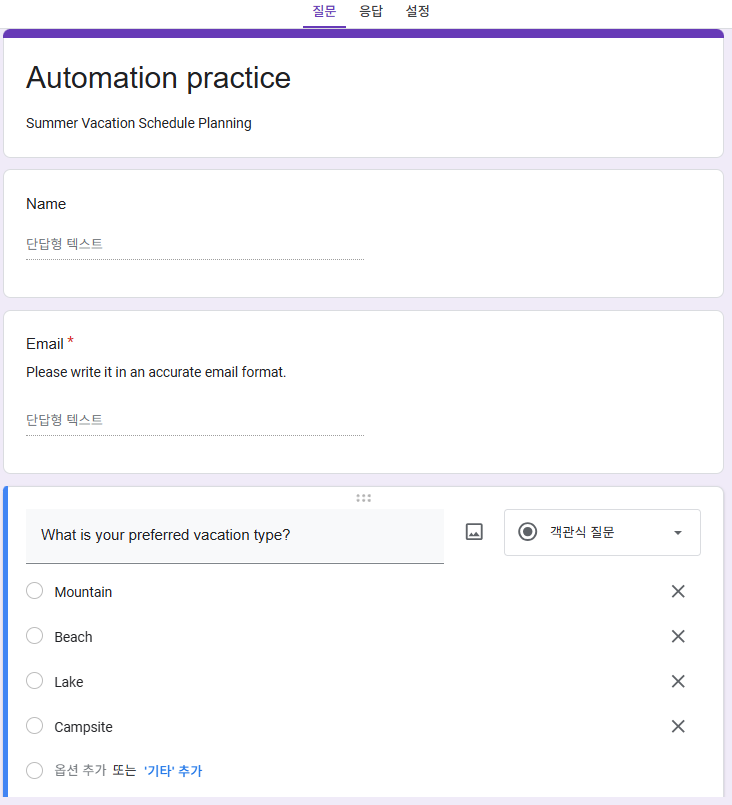 질문 응답 설정
Automation practice
Summer Vacation Schedule Planning
Name
단답형 텍스트
Email *
Please write it in an accurate email format.
단답형 텍스트
What is your preferred vacation type?
객관식 질문
Mountain
Beach
Lake
Campsite
옵션 추가 또는 '기타' 추가